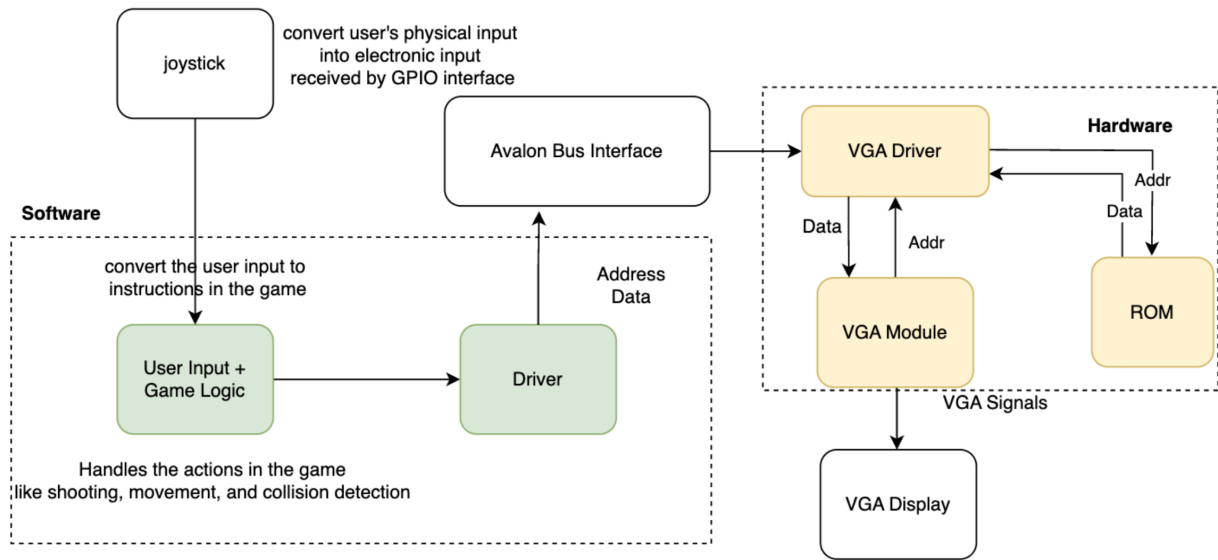 joystick
convert user's physical input
into electronic input
received by GPIO interface
Avalon Bus Interface
VGA Driver
Hardware
Addr
Data
Data
Addr
Software
convert the user input to
instructions in the game
Address
Data
User Input +
Game Logic
Driver
VGA Module
ROM
VGA Signals
Handles the actions in the game
like shooting, movement, and collision detection
VGA Display